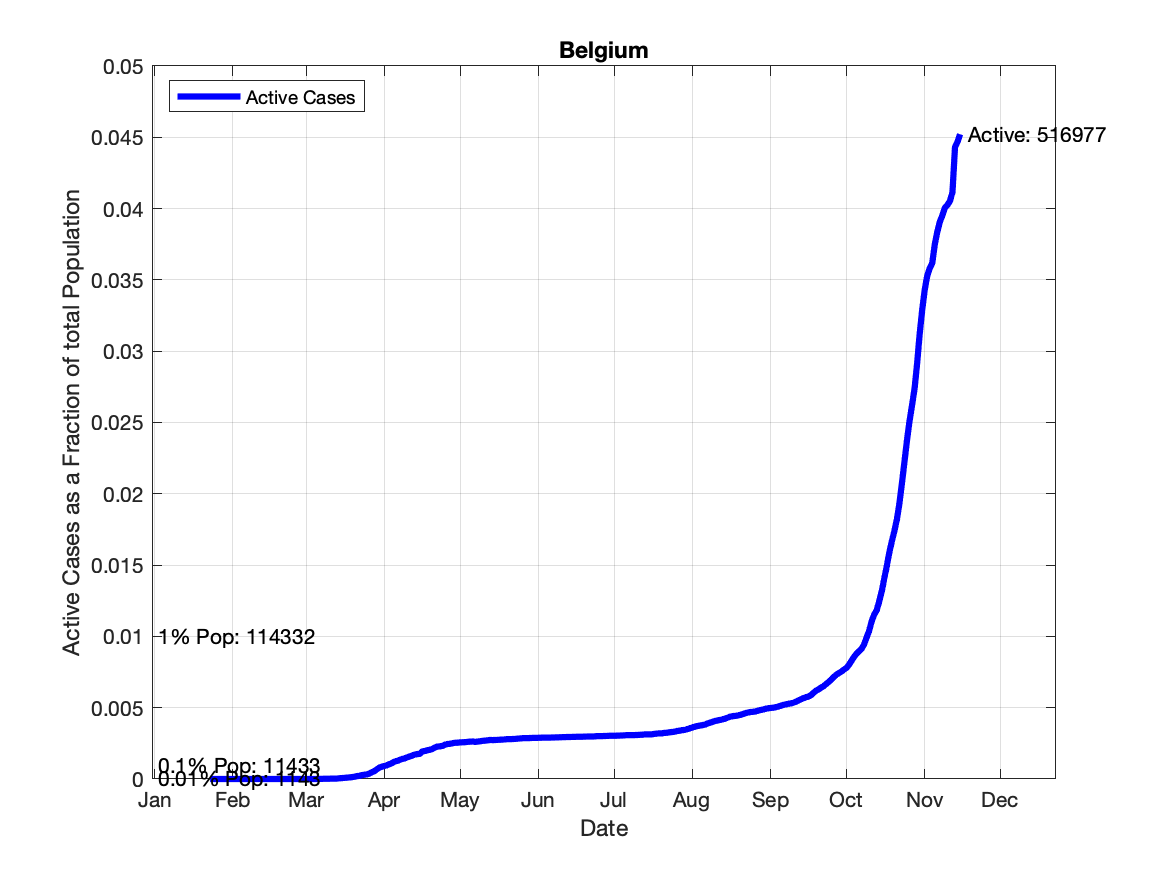 Belgium
Active Cases
Active: 516977
Active Cases as a Fraction of total Population
0.05
0.045
0.04
0.035
0.03
0.025
0.02
0.015
0.01
0.005
0
1% Pop: 114332
0.1% Pop: 11433
0.01% Pop: 1143
Jan Feb Mar Apr May Jun Jul Aug Sep Oct Nov Dec
Date